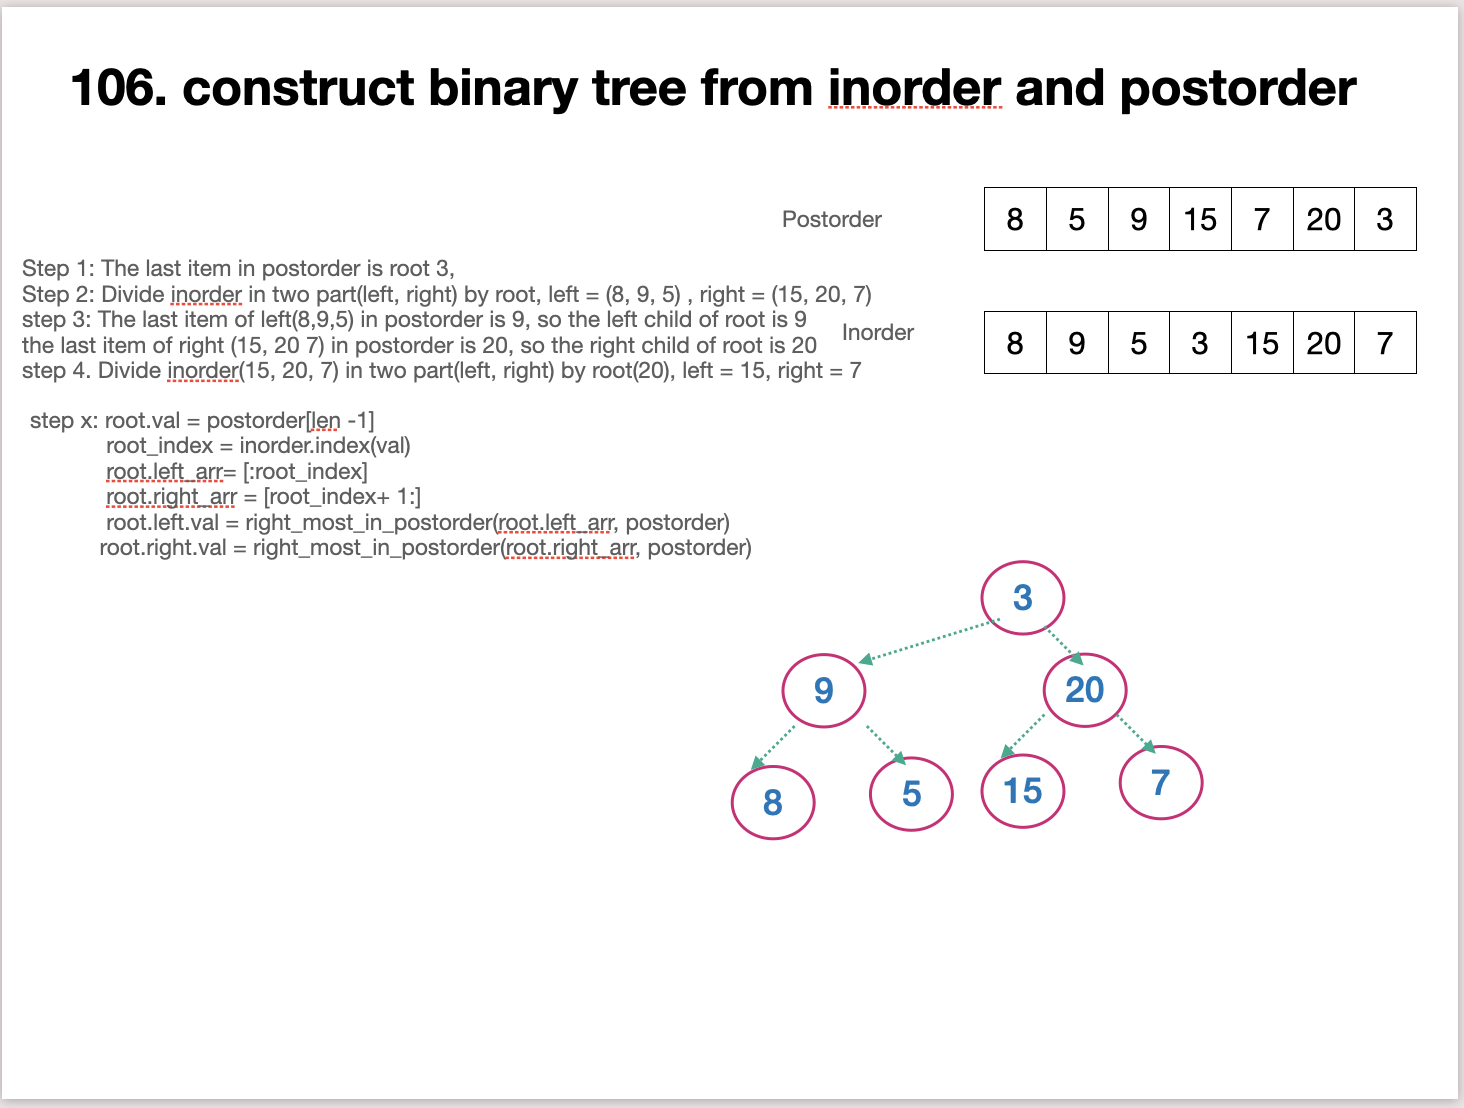 106. construct binary tree from inorder and postorder
Postorder
8 5 9 15 7 20 3
Step 1: The last item in postorder is root 3,
Step 2: Divide inorder in two part(left, right) by root, left = (8, 9, 5) , right = (15, 20, 7)
step 3: The last item of left(8,9,5) in postorder is 9, so the left child of root is 9
the last item of right (15, 20 7) in postorder is 20, so the right child of root is 20
step 4. Divide inorder(15, 20, 7) in two part(left, right) by root(20), left = 15, right = 7
Inorder
8 9 5 3 15 20 7
step x: root.val = postorder[len -1]
root_index = inorder.index(val)
root.left_arr= [:root_index]
root.right_arr = [root_index+ 1:]
root.left.val = right_most_in_postorder(root.left_arr, postorder)
root.right.val = right_most_in_postorder(root.right_arr, postorder)
3
9 20
8 5 15 7